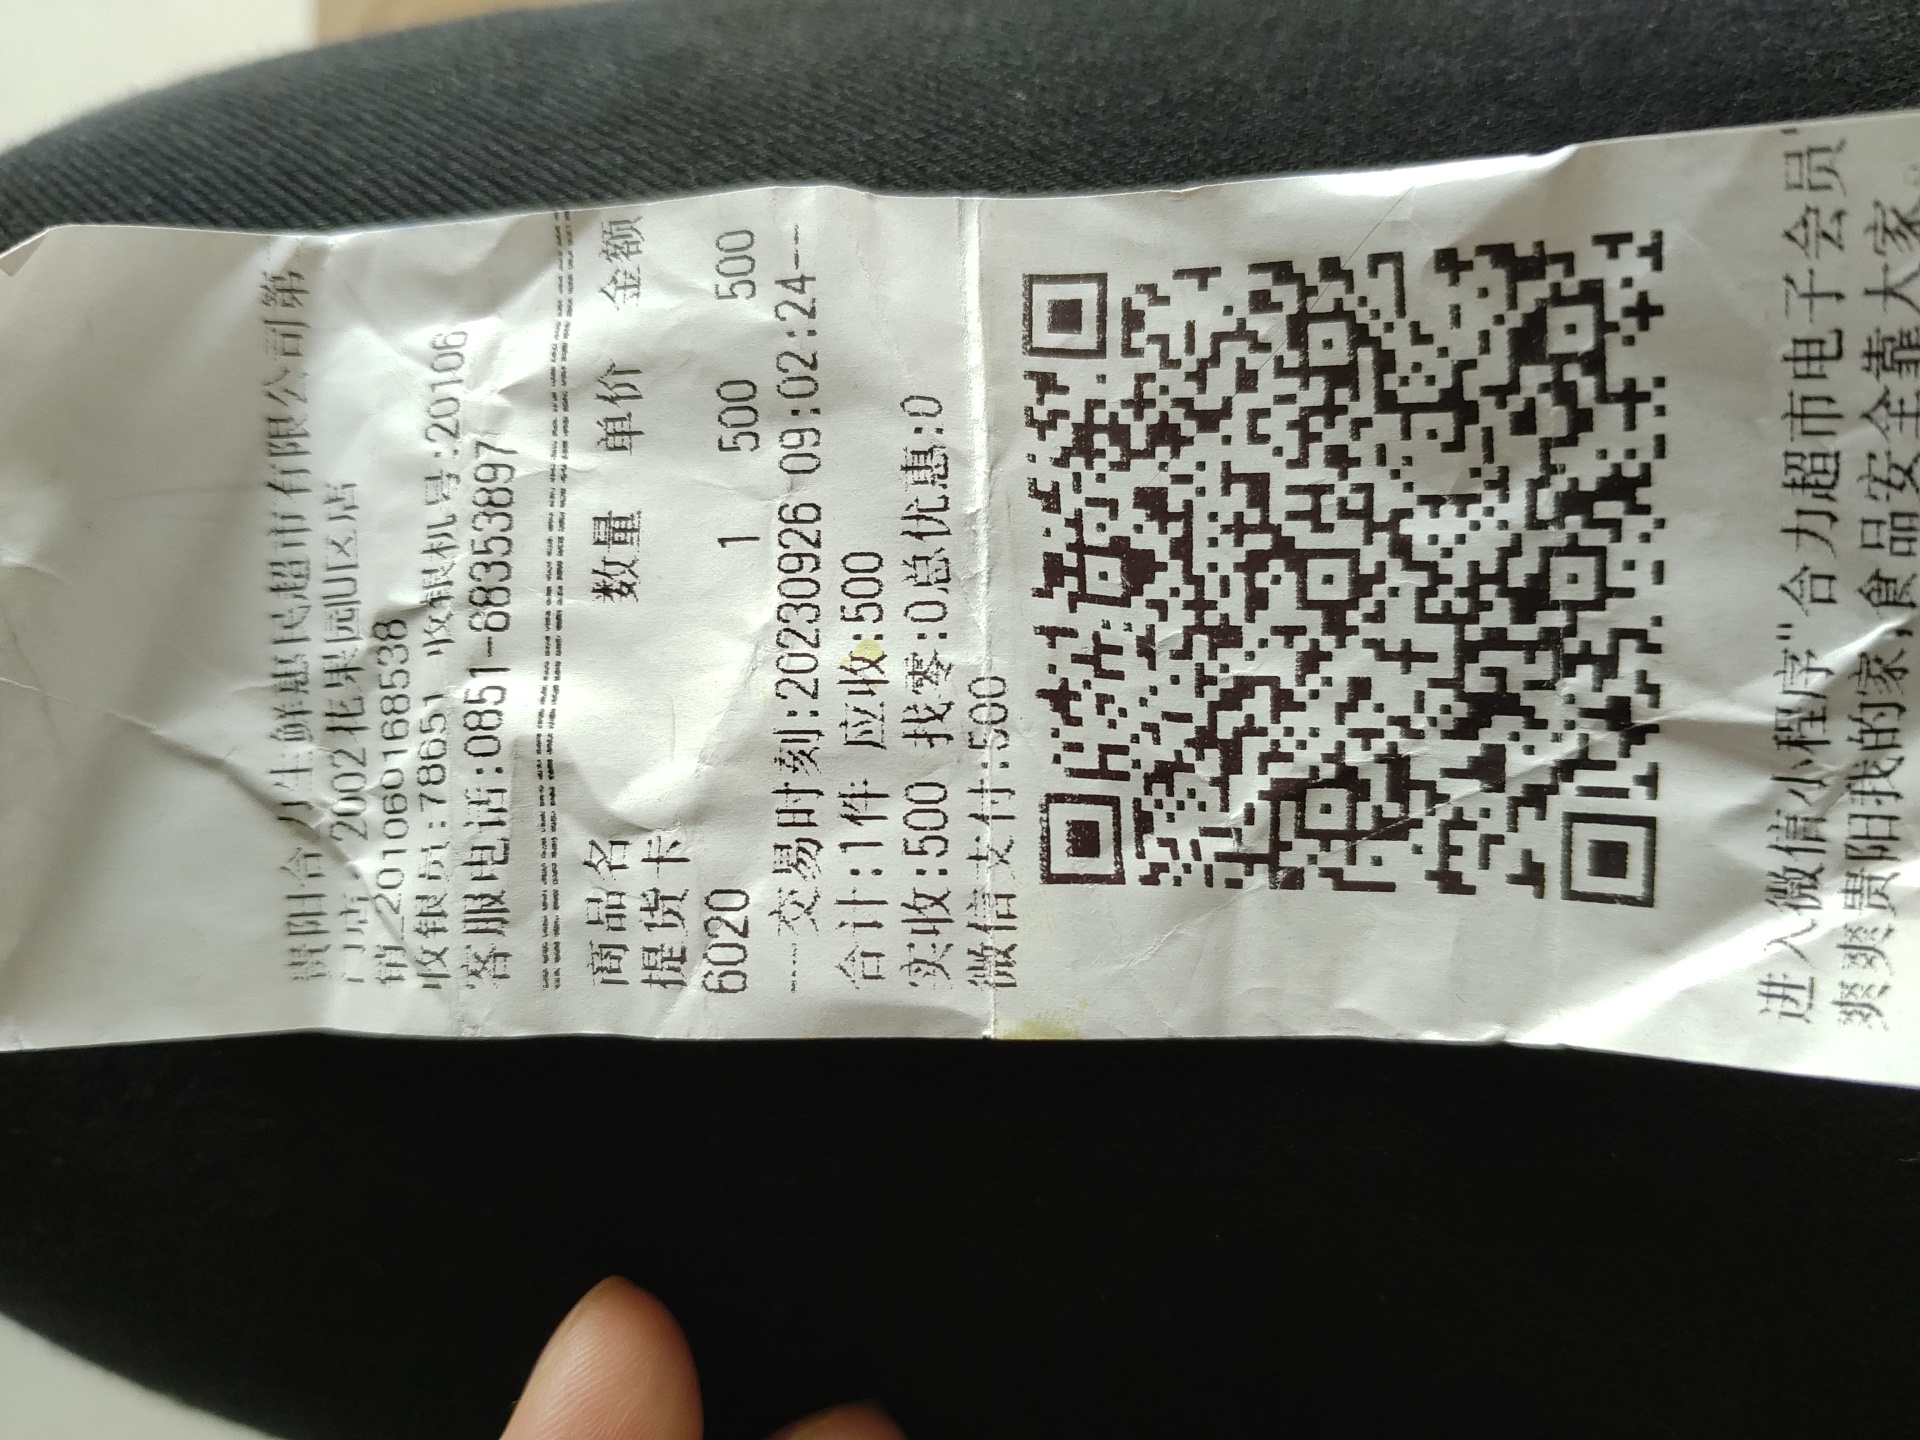 贵阳合力生鲜惠民超市有限公司第
门店:2002花果园U区店
销_201060168538
收银员:78651 收银机号:20106
客服电话:0851-88353897
商品名 数量 单价 金额
提货卡
6020 1 500 500
---交易时刻:20230926 09:02:24--
合计:1件 应收:500
实收:500 找零:0总优惠:0
微信支付:500
进入微信小程序"合力超市电子会员"
爽爽贵阳我的家,食品安全靠大家。